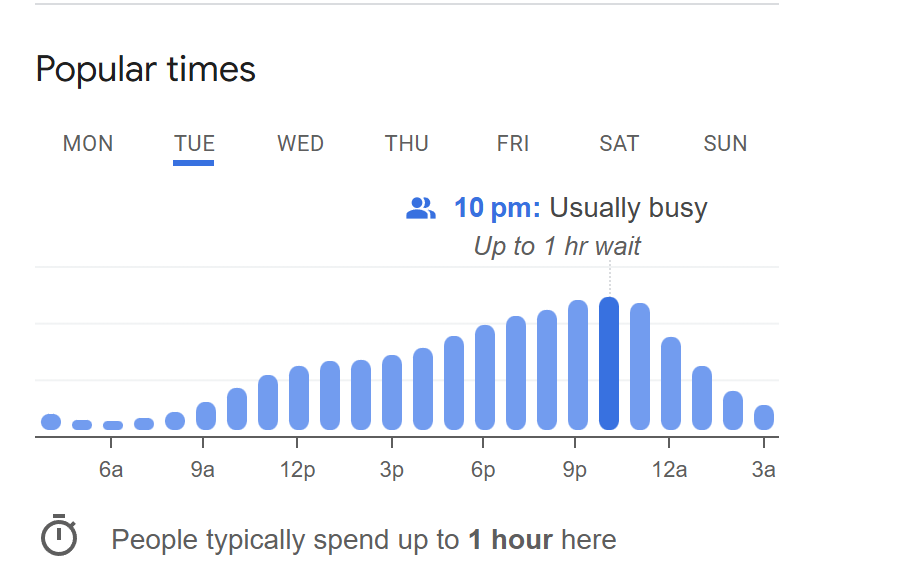 Popular times
MON TUE WED THU FRI SAT SUN
10 pm: Usually busy
Up to 1 hr wait
6a 9a 12p 3p 6p 9p 12a 3a
People typically spend up to 1 hour here